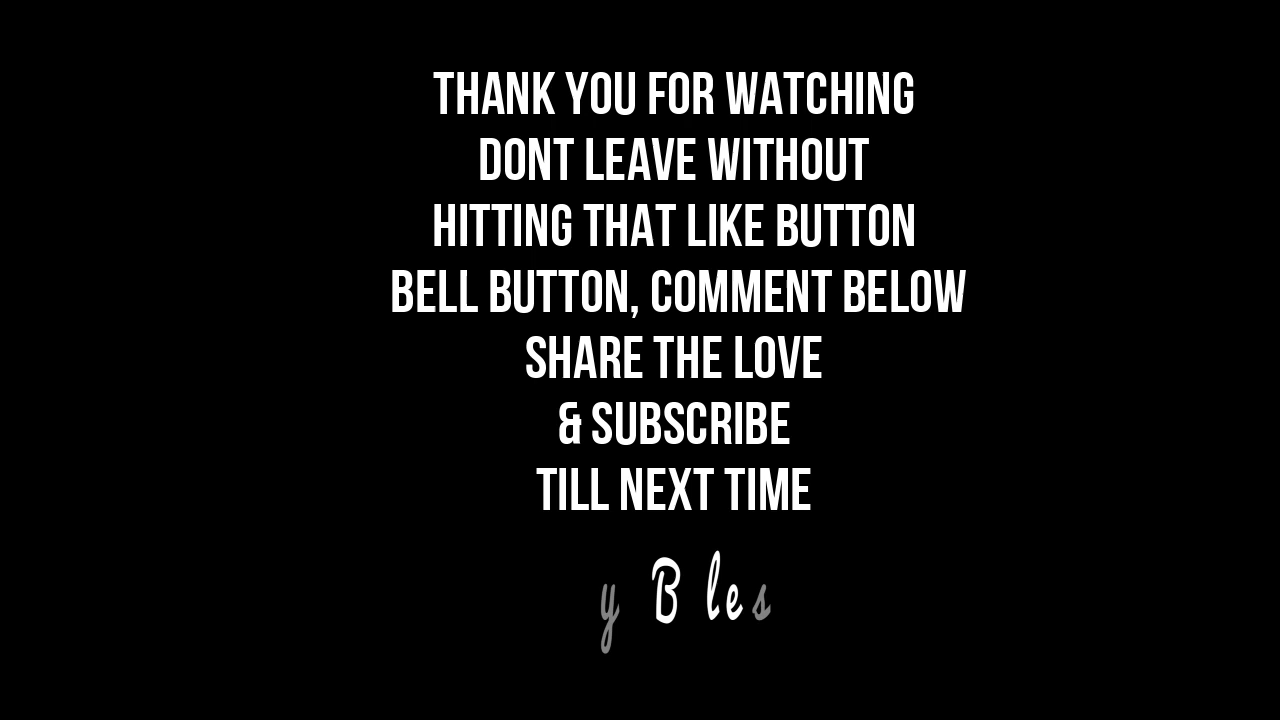 THANK YOU FOR WATCHING
DONT LEAVE WITHOUT
HITTING THAT LIKE BUTTON
BELL BUTTON, COMMENT BELOW
SHARE THE LOVE
& SUBSCRIBE
TILL NEXT TIME
y Bles